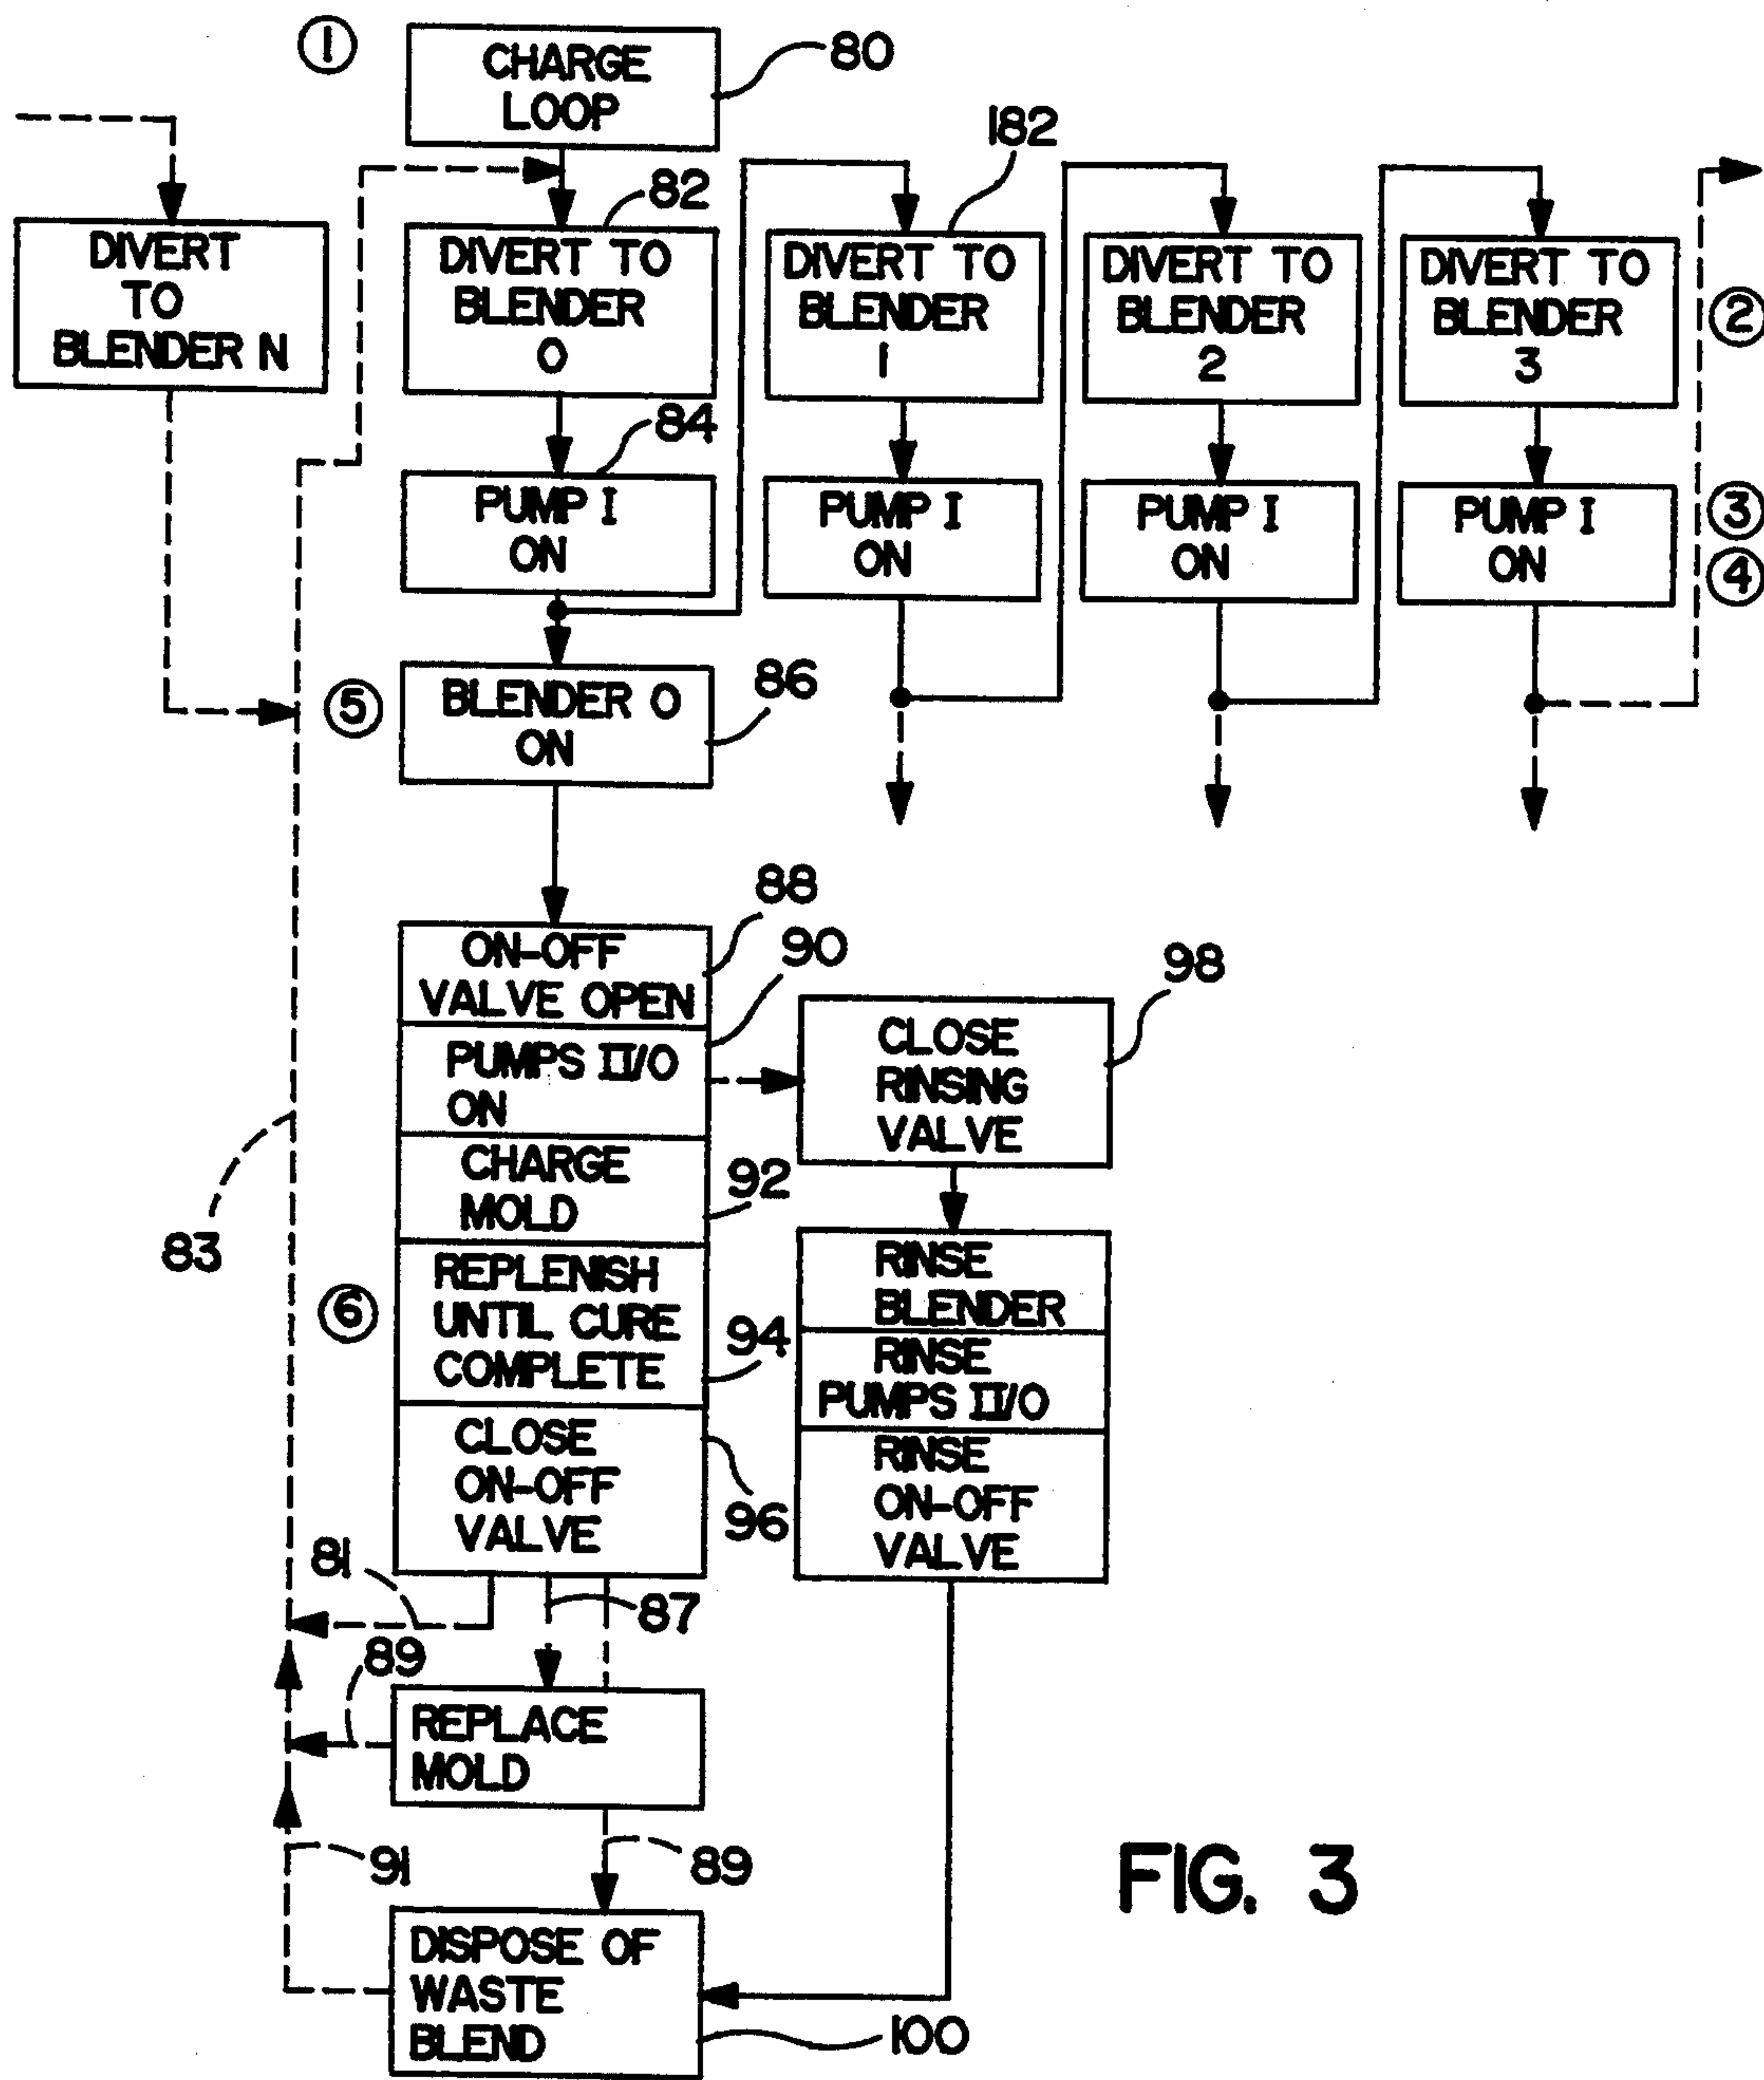 ①
CHARGE
LOOP
80
182
DIVERT
TO
BLENDER N
82
DIVERT TO
BLENDER
0
DIVERT TO
BLENDER
1
DIVERT TO
BLENDER
2
DIVERT TO
BLENDER
3
②
84
PUMP I
ON
PUMP I
ON
PUMP I
ON
PUMP I
ON
③
④
⑤
BLENDER 0
ON
86
88
ON-OFF
VALVE OPEN
90
PUMPS II/0
ON
98
CLOSE
RINSING
VALVE
CHARGE
MOLD
92
83
⑥
REPLENISH
UNTIL CURE
COMPLETE
94
RINSE
BLENDER
RINSE
PUMPS II/0
CLOSE
ON-OFF
VALVE
96
RINSE
ON-OFF
VALVE
81
87
89
REPLACE
MOLD
91
89
DISPOSE OF
WASTE
BLEND
100
FIG. 3